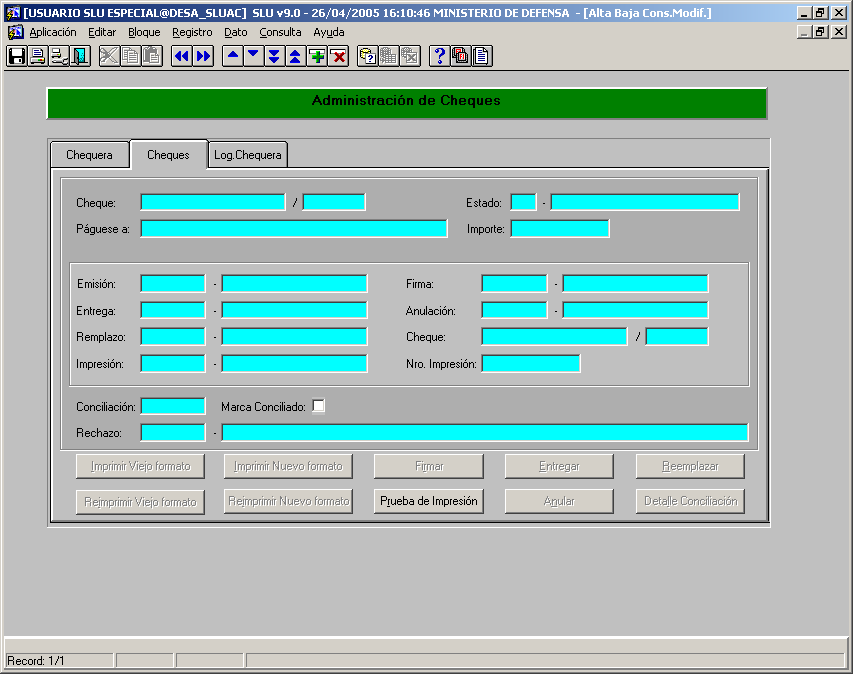 [USUARIO SLU ESPECIAL@DESA_SLUAC] SLU v9.0 - 26/04/2005 16:10:46 MINISTERIO DE DEFENSA - [Alta Baja Cons.Modif.]
Aplicación Editar Bloque Registro Dato Consulta Ayuda
Administración de Cheques
Chequera Cheques Log.Chequera
Cheque: / Estado: -
Páguese a: Importe:
Emisión: - Firma: -
Entrega: - Anulación: -
Remplazo: - Cheque: /
Impresión: - Nro. Impresión:
Conciliación: Marca Conciliado:
Rechazo: -
Imprimir Viejo formato Imprimir Nuevo formato Firmar Entregar Reemplazar
Reimprimir Viejo formato Reimprimir Nuevo formato Prueba de Impresión Anular Detalle Conciliación
Record: 1/1